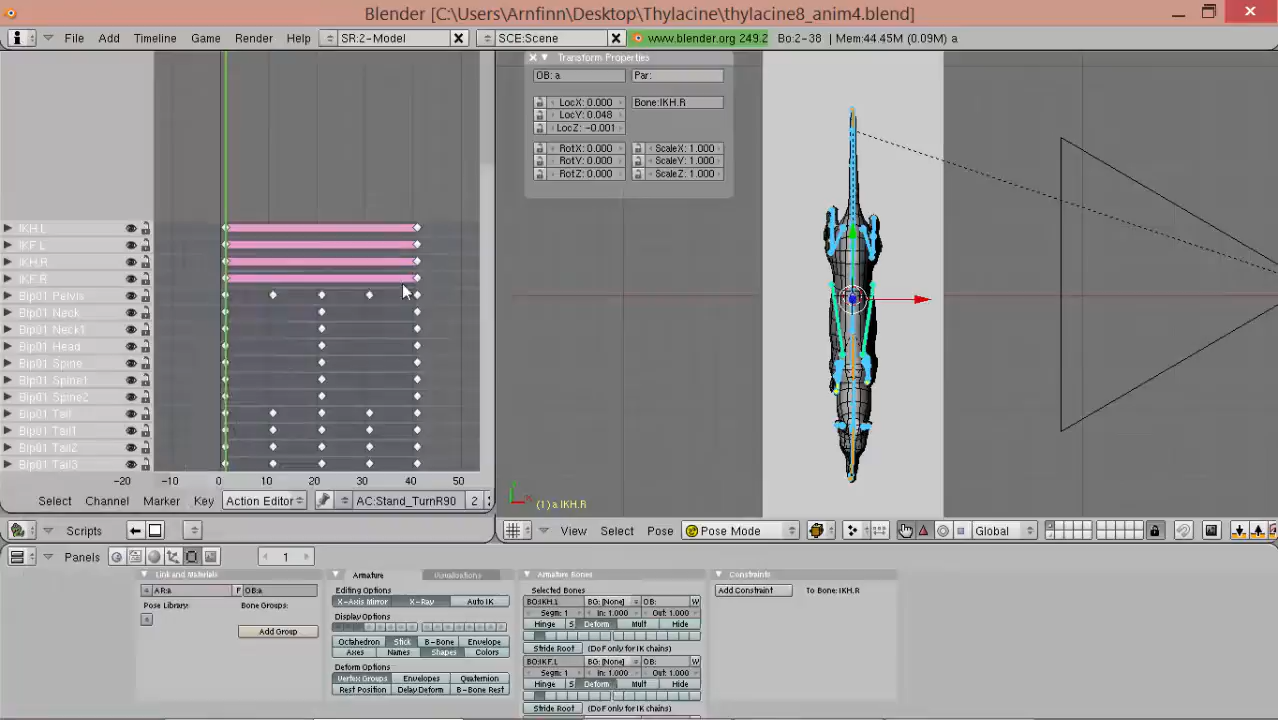 Blender [C:\Users\Arnfinn\Desktop\Thylacine\thylacine8_anim4.blend]
File Add Timeline Game Render Help SR:2-Model SCE:Scene www.blender.org 249.2 Bo:2-38 | Mem:44.45M (0.09M) a
Transform Properties
OB: a Par:
LocX: 0.000 Bone:IKH.R
LocY: 0.048
LocZ: -0.001
RotX: 0.000 ScaleX: 1.000
RotY: 0.000 ScaleY: 1.000
RotZ: 0.000 ScaleZ: 1.000
IKH.L
IKF.L
IKH.R
IKF.R
Bip01 Pelvis
Bip01 Neck
Bip01 Neck1
Bip01 Head
Bip01 Spine
Bip01 Spine1
Bip01 Spine2
Bip01 Tail
Bip01 Tail1
Bip01 Tail2
Bip01 Tail3
-20 -10 0 10 20 30 40 50
Select Channel Marker Key Action Editor AC:Stand_TurnR90 2
(1) a IKH.R
Scripts
View Select Pose Pose Mode Global
Panels 1
Link and Materials
AR:a F OB:a
Pose Library: Bone Groups:
Add Group
Armature Visualisations
Editing Options
X-Axis Mirror X-Ray Auto IK
Display Options
Octahedron Stick B-Bone Envelope
Axes Names Shapes Colors
Deform Options
Vertex Groups Envelopes Quaternion
Rest Position Delay Deform B-Bone Rest
Armature Bones
Selected Bones
BO:IKH.L BG: [None] OB: W
Segm: 1 In: 1.000 Out: 1.000
Hinge S Deform Mult Hide
Stride Root (DoF only for IK chains)
BO:IKF.L BG: [None] OB: W
Segm: 1 In: 1.000 Out: 1.000
Hinge S Deform Mult Hide
Stride Root (DoF only for IK chains)
Constraints
Add Constraint To Bone: IKH.R